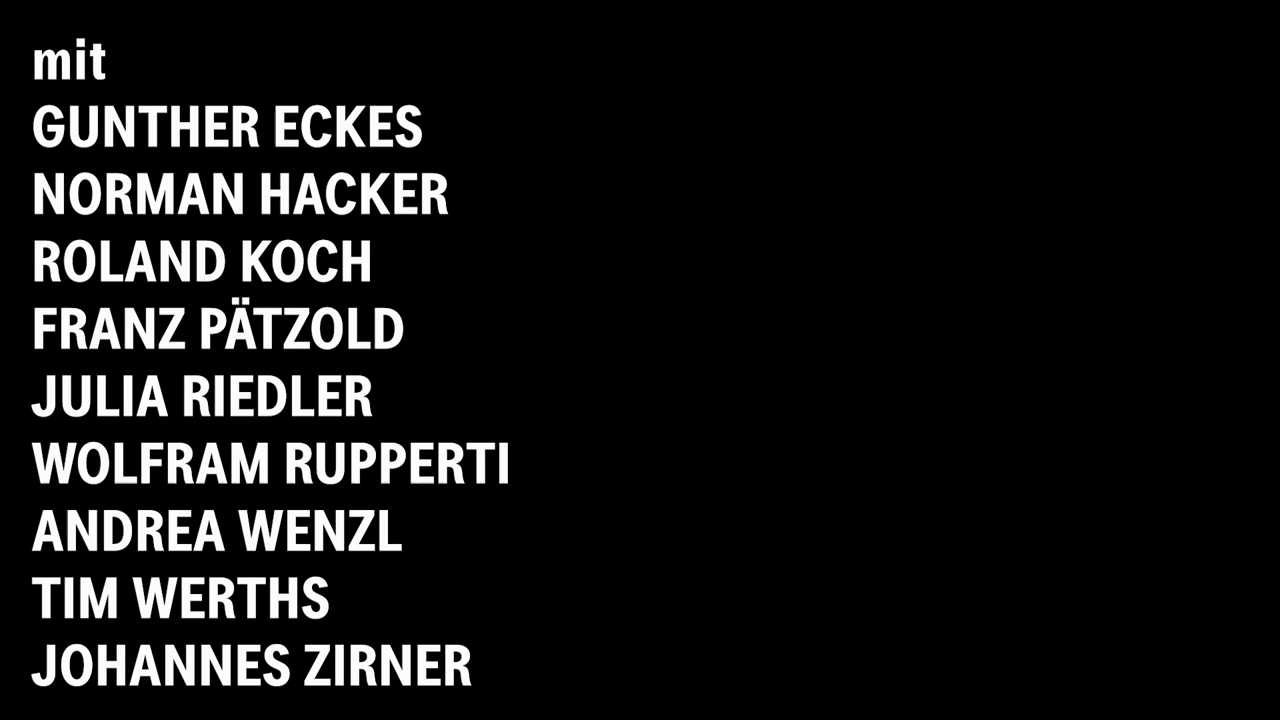 mit
GUNTHER ECKES
NORMAN HACKER
ROLAND KOCH
FRANZ PÄTZOLD
JULIA RIEDLER
WOLFRAM RUPPERTI
ANDREA WENZL
TIM WERTHS
JOHANNES ZIRNER